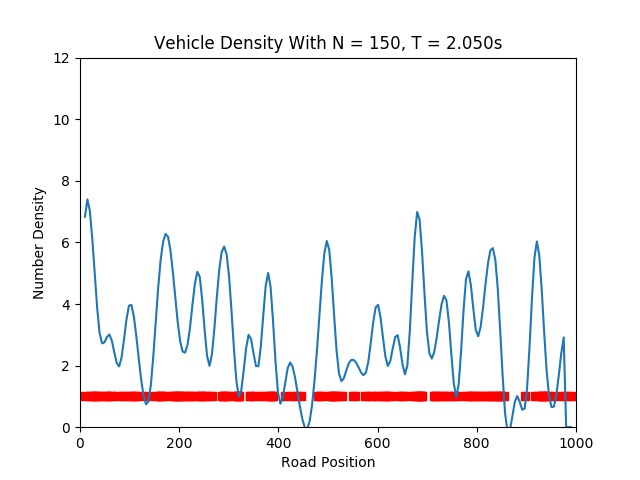 Vehicle Density With N = 150, T = 2.050s
12
10
8
6
4
2
0
Number Density
0 200 400 600 800 1000
Road Position